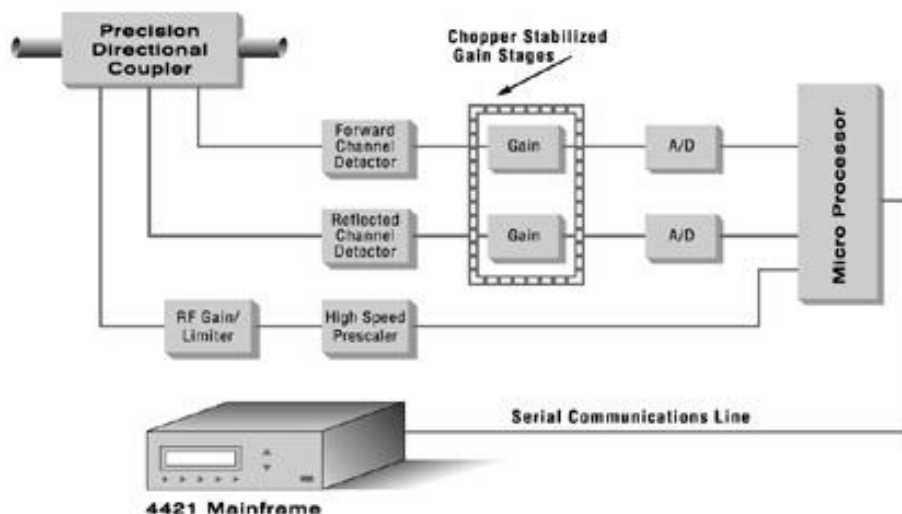 Precision
Directional
Coupler
Chopper Stabilized
Gain Stages
Forward
Channel
Detector
Gain
A/D
Reflected
Channel
Detector
Gain
A/D
Micro Processor
RF Gain/
Limiter
High Speed
Prescaler
Serial Communications Line
4421 Mainframe